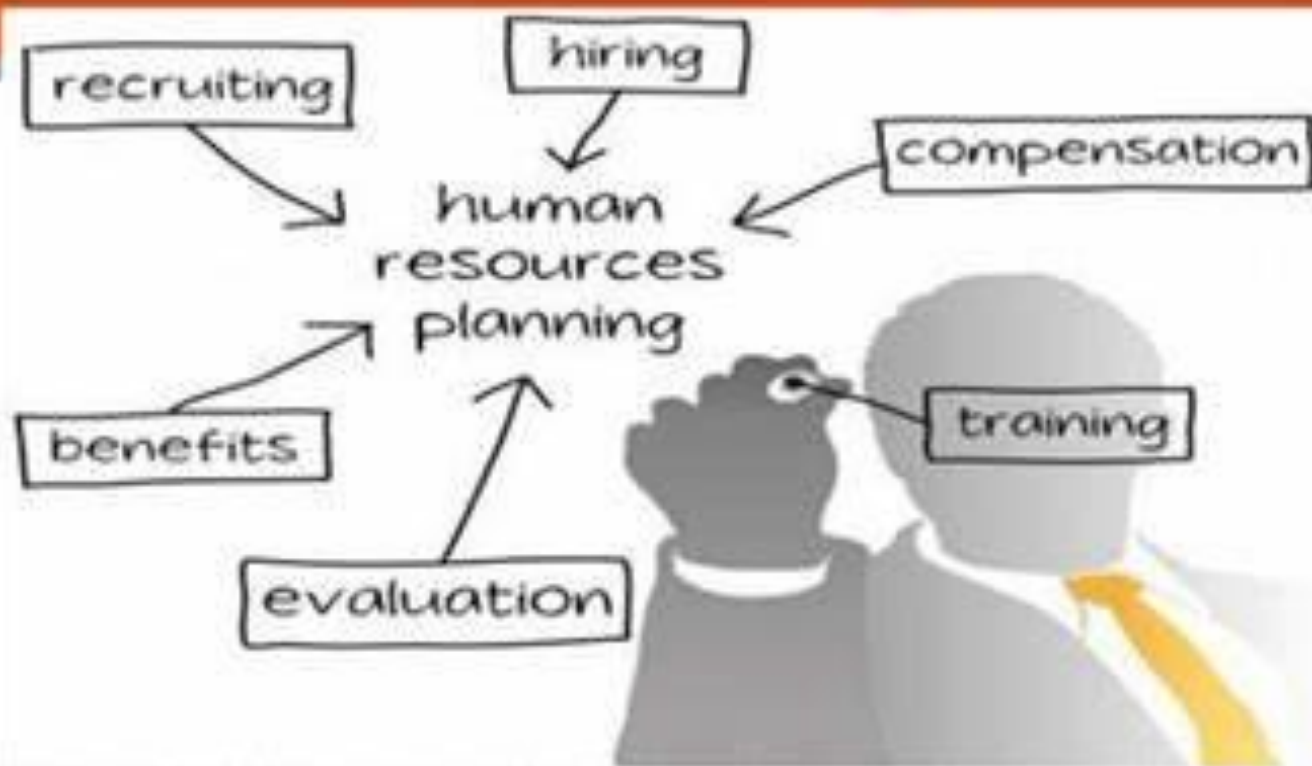 hiring
recruiting
compensation
human
resources
planning
training
benefits
evaluation